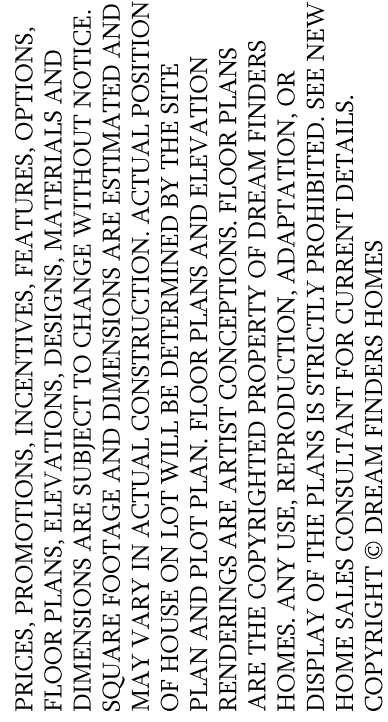 PRICES, PROMOTIONS, INCENTIVES, FEATURES, OPTIONS,
FLOOR PLANS, ELEVATIONS, DESIGNS, MATERIALS AND
DIMENSIONS ARE SUBJECT TO CHANGE WITHOUT NOTICE.
SQUARE FOOTAGE AND DIMENSIONS ARE ESTIMATED AND
MAY VARY IN ACTUAL CONSTRUCTION. ACTUAL POSITION
OF HOUSE ON LOT WILL BE DETERMINED BY THE SITE
PLAN AND PLOT PLAN. FLOOR PLANS AND ELEVATION
RENDERINGS ARE ARTIST CONCEPTIONS. FLOOR PLANS
ARE THE COPYRIGHTED PROPERTY OF DREAM FINDERS
HOMES. ANY USE, REPRODUCTION, ADAPTATION, OR
DISPLAY OF THE PLANS IS STRICTLY PROHIBITED. SEE NEW
HOME SALES CONSULTANT FOR CURRENT DETAILS.
COPYRIGHT © DREAM FINDERS HOMES